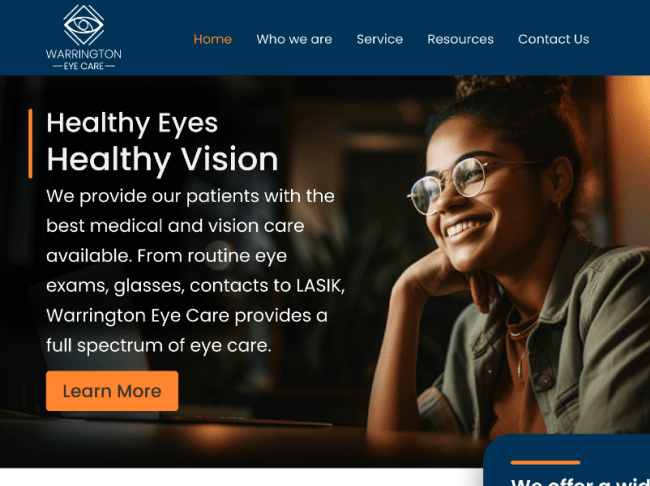 WARRINGTON
EYE CARE
Home Who we are Service Resources Contact Us
Healthy Eyes
Healthy Vision
We provide our patients with the
best medical and vision care
available. From routine eye
exams, glasses, contacts to LASIK,
Warrington Eye Care provides a
full spectrum of eye care.
Learn More
We offer a